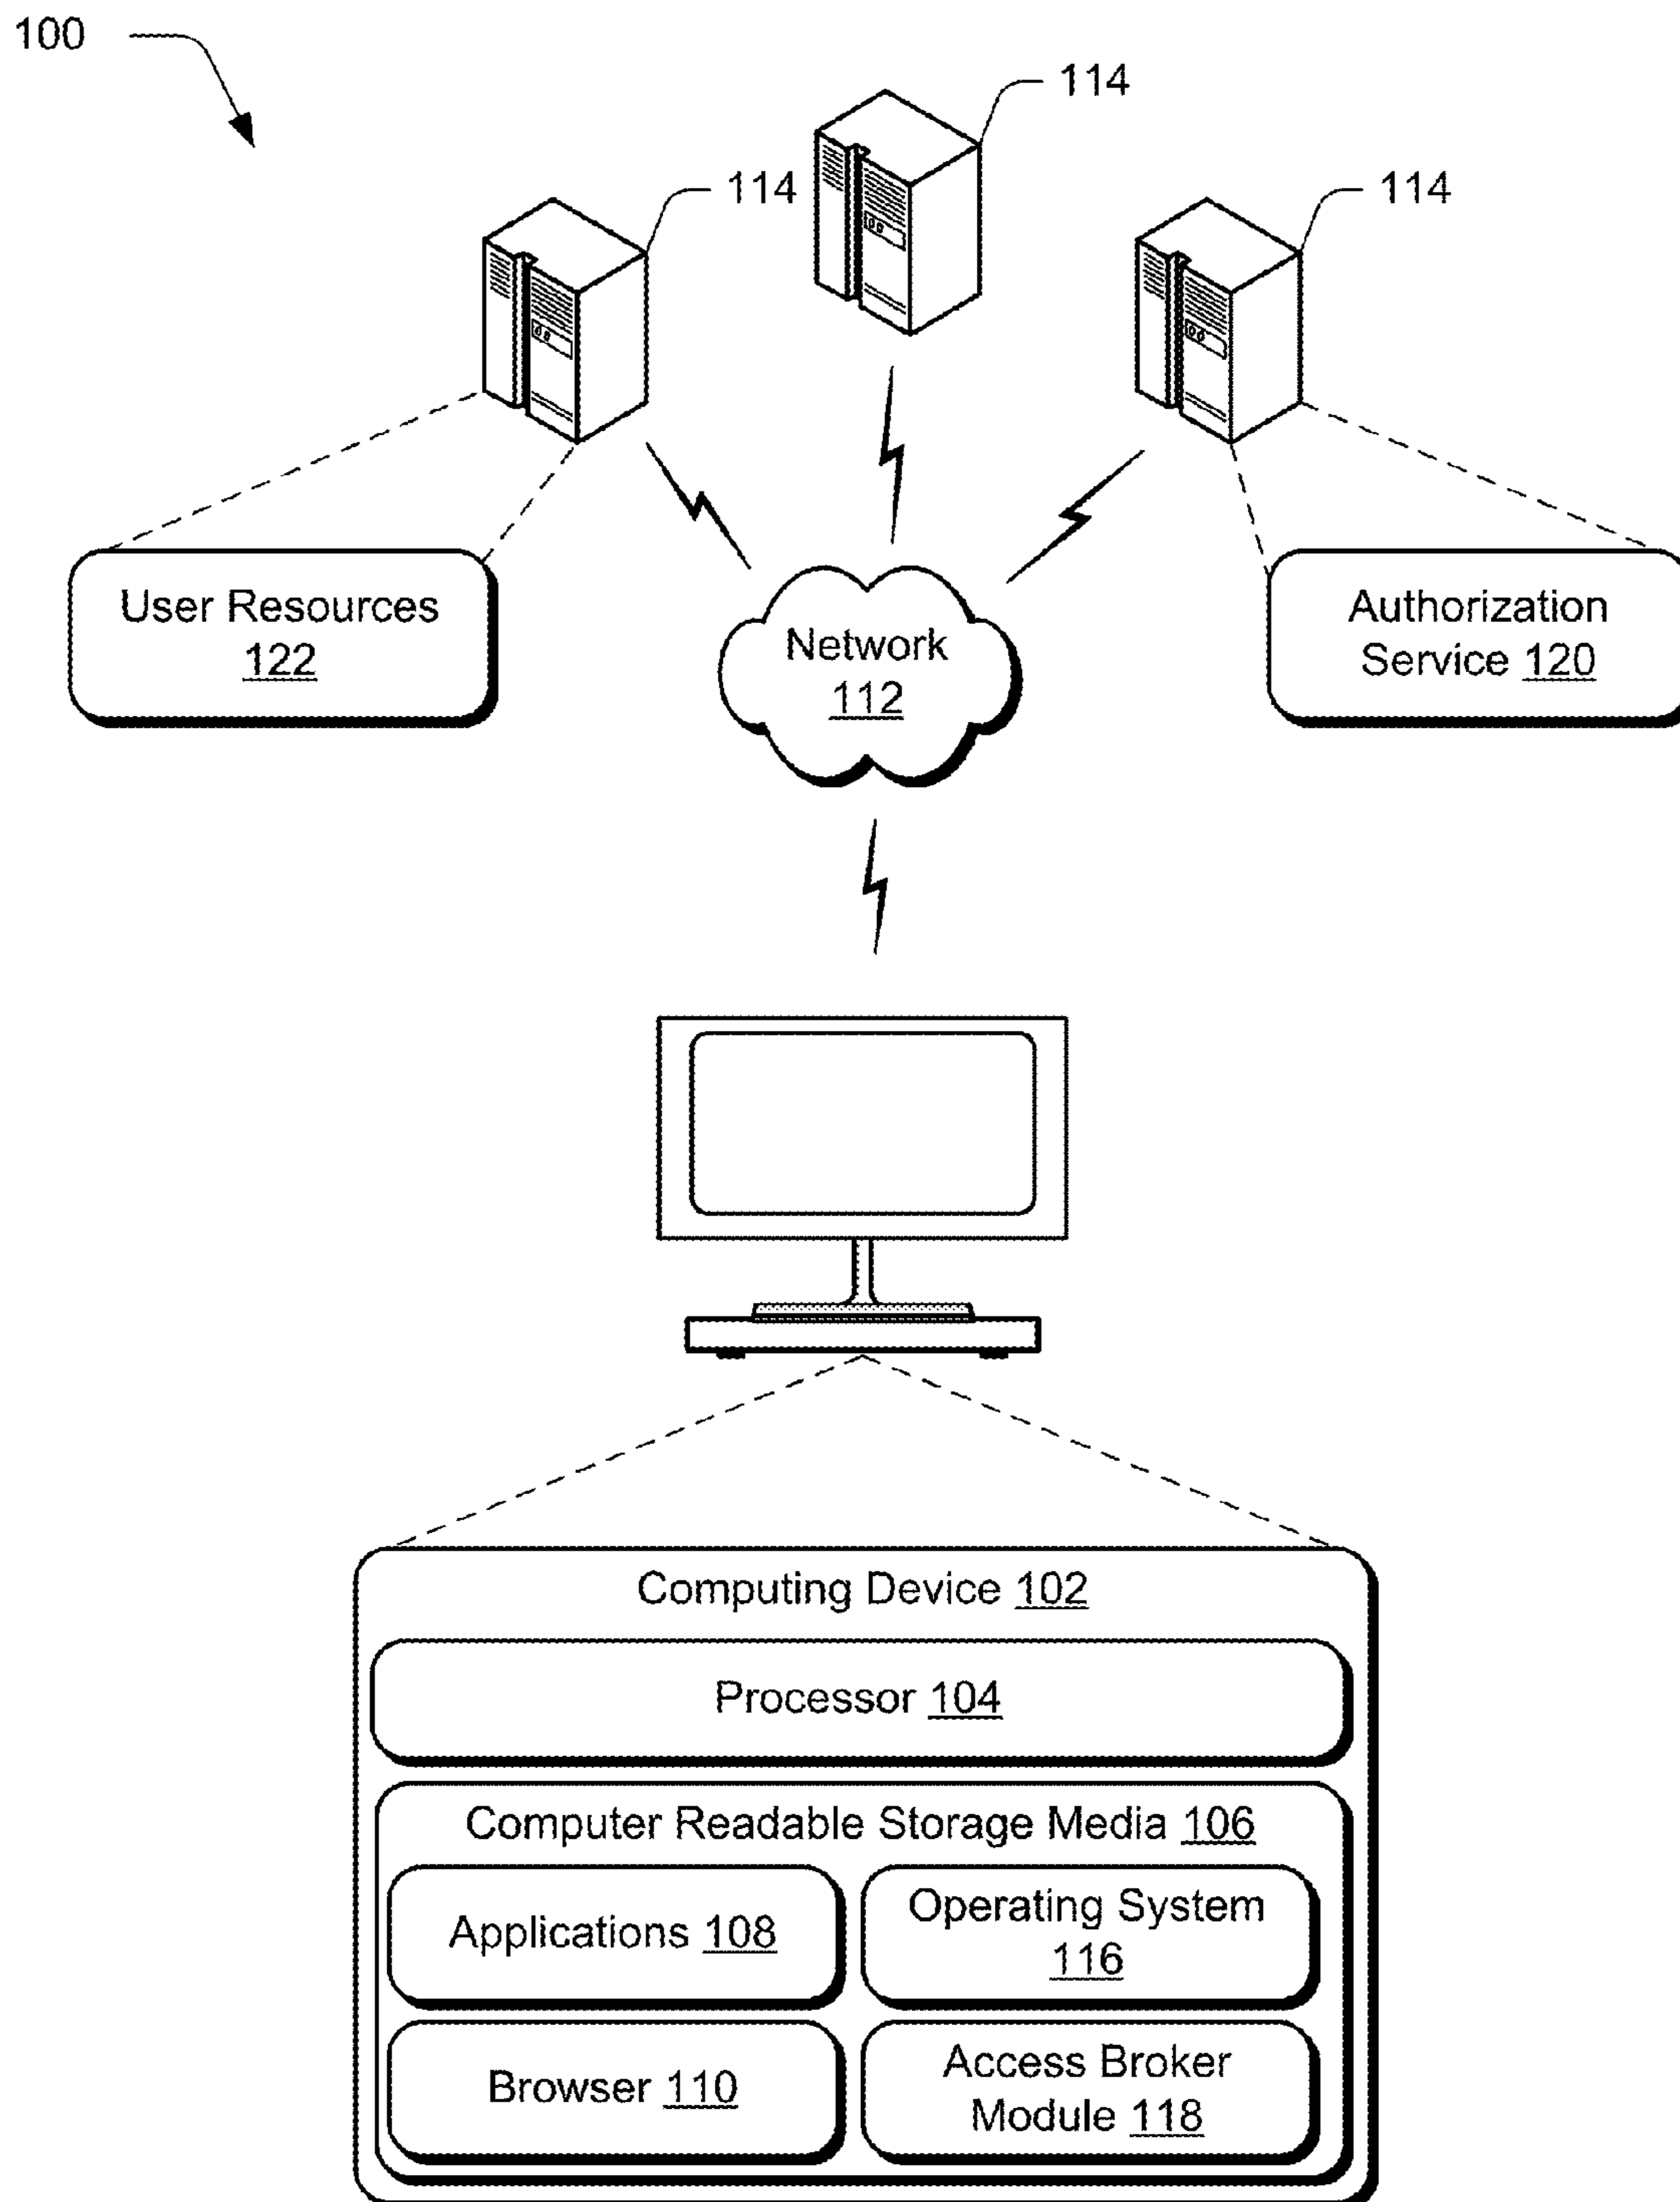 100
114
114
114
User Resources
122
Network
112
Authorization
Service 120
Computing Device 102
Processor 104
Computer Readable Storage Media 106
Applications 108
Operating System
116
Browser 110
Access Broker
Module 118